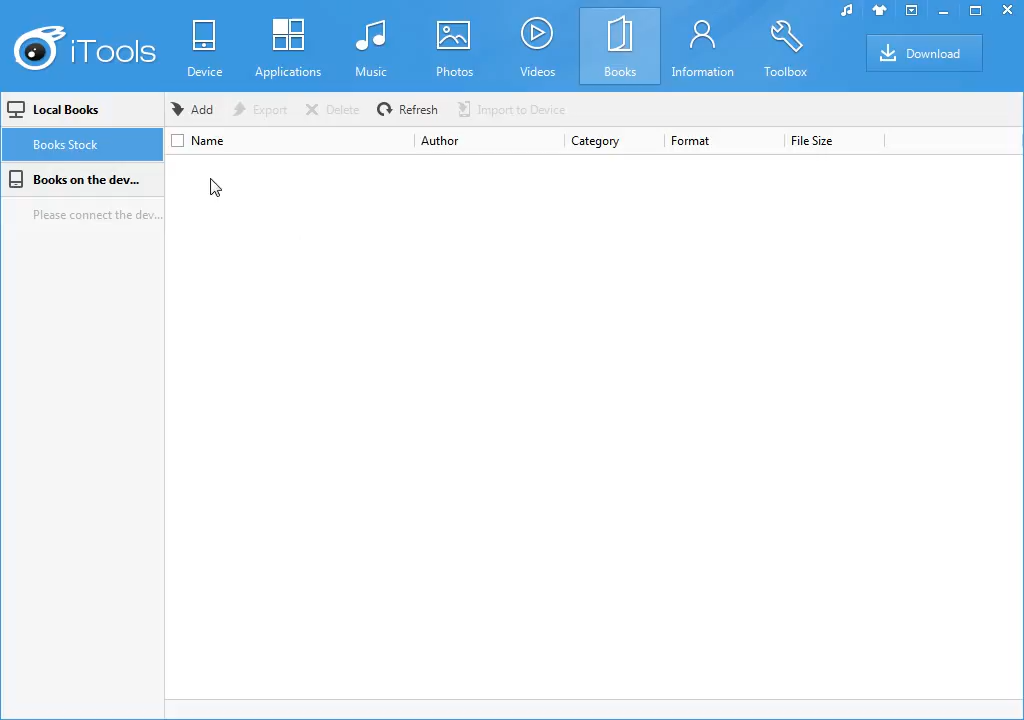 iTools
Device
Applications
Music
Photos
Videos
Books
Information
Toolbox
Download
Local Books
Books Stock
Books on the dev...
Please connect the dev...
Add
Export
Delete
Refresh
Import to Device
Name
Author
Category
Format
File Size